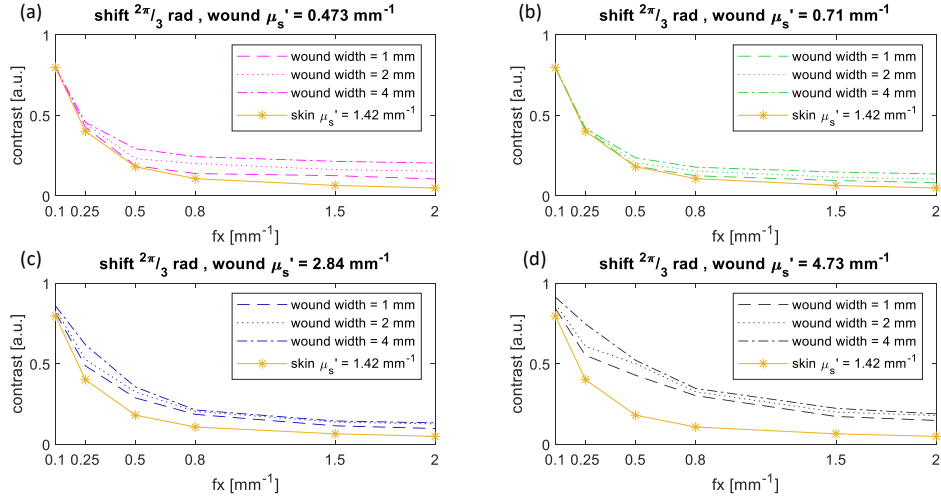 (a)
shift 2π/3 rad , wound μs' = 0.473 mm-1
contrast [a.u.]
1
0.5
0
wound width = 1 mm
wound width = 2 mm
wound width = 4 mm
skin μs' = 1.42 mm-1
0.1 0.25 0.5 0.8 1.5 2
fx [mm-1]
(b)
shift 2π/3 rad , wound μs' = 0.71 mm-1
contrast [a.u.]
1
0.5
0
wound width = 1 mm
wound width = 2 mm
wound width = 4 mm
skin μs' = 1.42 mm-1
0.1 0.25 0.5 0.8 1.5 2
fx [mm-1]
(c)
shift 2π/3 rad , wound μs' = 2.84 mm-1
contrast [a.u.]
1
0.5
0
wound width = 1 mm
wound width = 2 mm
wound width = 4 mm
skin μs' = 1.42 mm-1
0.1 0.25 0.5 0.8 1.5 2
fx [mm-1]
(d)
shift 2π/3 rad , wound μs' = 4.73 mm-1
contrast [a.u.]
1
0.5
0
wound width = 1 mm
wound width = 2 mm
wound width = 4 mm
skin μs' = 1.42 mm-1
0.1 0.25 0.5 0.8 1.5 2
fx [mm-1]